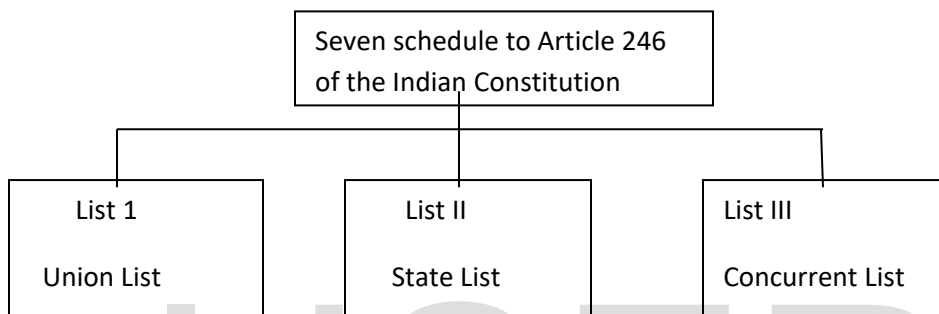 Seven schedule to Article 246
of the Indian Constitution
List 1
Union List
List II
State List
List III
Concurrent List